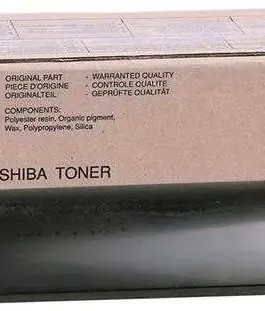 ORIGINAL PART - WARRANTED QUALITY
PIECE D'ORIGINE - CONTROLE QUALITE
ORIGINALTEIL - GEPRÜFTE QUALITÄT
COMPONENTS:
Polyester resin, Organic pigment,
Wax, Polypropylene, Silica
SHIBA TONER